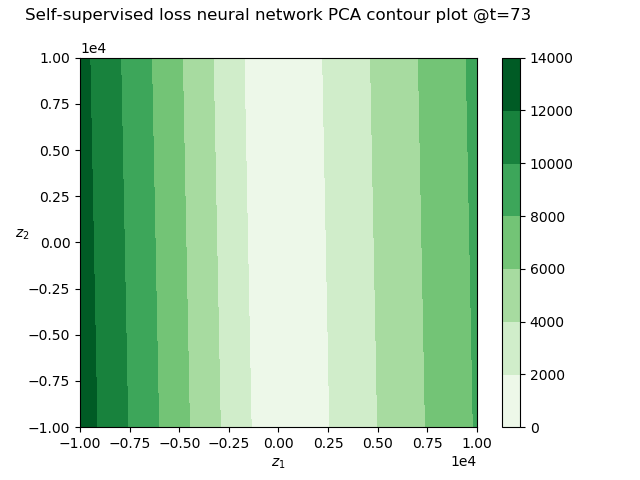 Self-supervised loss neural network PCA contour plot @t=73
1e4
1.00
0.75
0.50
0.25
0.00
−0.25
−0.50
−0.75
−1.00
z2
−1.00 −0.75 −0.50 −0.25 0.00 0.25 0.50 0.75 1.00
z1
1e4
14000
12000
10000
8000
6000
4000
2000
0